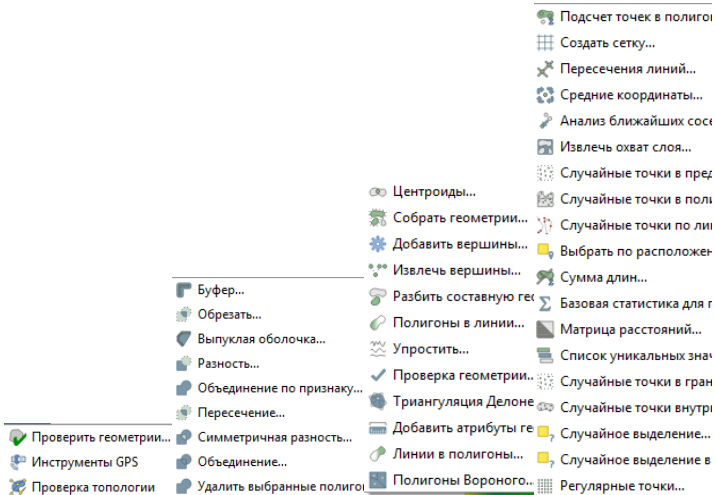 Проверить геометрии...
Инструменты GPS
Проверка топологии
Буфер...
Обрезать...
Выпуклая оболочка...
Разность...
Объединение по признаку...
Пересечение...
Симметричная разность...
Объединение...
Удалить выбранные полиго
Центроиды...
Собрать геометрии...
Добавить вершины...
Извлечь вершины...
Разбить составную гео
Полигоны в линии...
Упростить...
Проверка геометрии...
Триангуляция Делоне
Добавить атрибуты ге
Линии в полигоны...
Полигоны Вороного...
Подсчет точек в полигон
Создать сетку...
Пересечения линий...
Средние координаты...
Анализ ближайших сосе
Извлечь охват слоя...
Случайные точки в пред
Случайные точки в поли
Случайные точки по лин
Выбрать по расположен
Сумма длин...
Базовая статистика для п
Матрица расстояний...
Список уникальных знач
Случайные точки в гран
Случайные точки внутри
Случайное выделение...
Случайное выделение в
Регулярные точки...